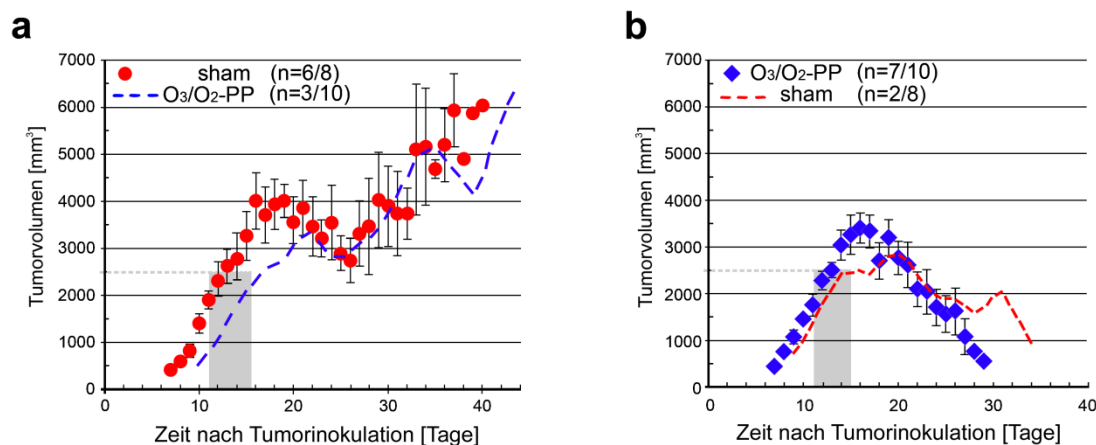 a
7000
6000
5000
4000
3000
2000
1000
0
Tumorvolumen [mm³]
sham (n=6/8)
O₃/O₂-PP (n=3/10)
0 10 20 30 40
Zeit nach Tumorinokulation [Tage]
b
7000
6000
5000
4000
3000
2000
1000
0
Tumorvolumen [mm³]
O₃/O₂-PP (n=7/10)
sham (n=2/8)
0 10 20 30 40
Zeit nach Tumorinokulation [Tage]